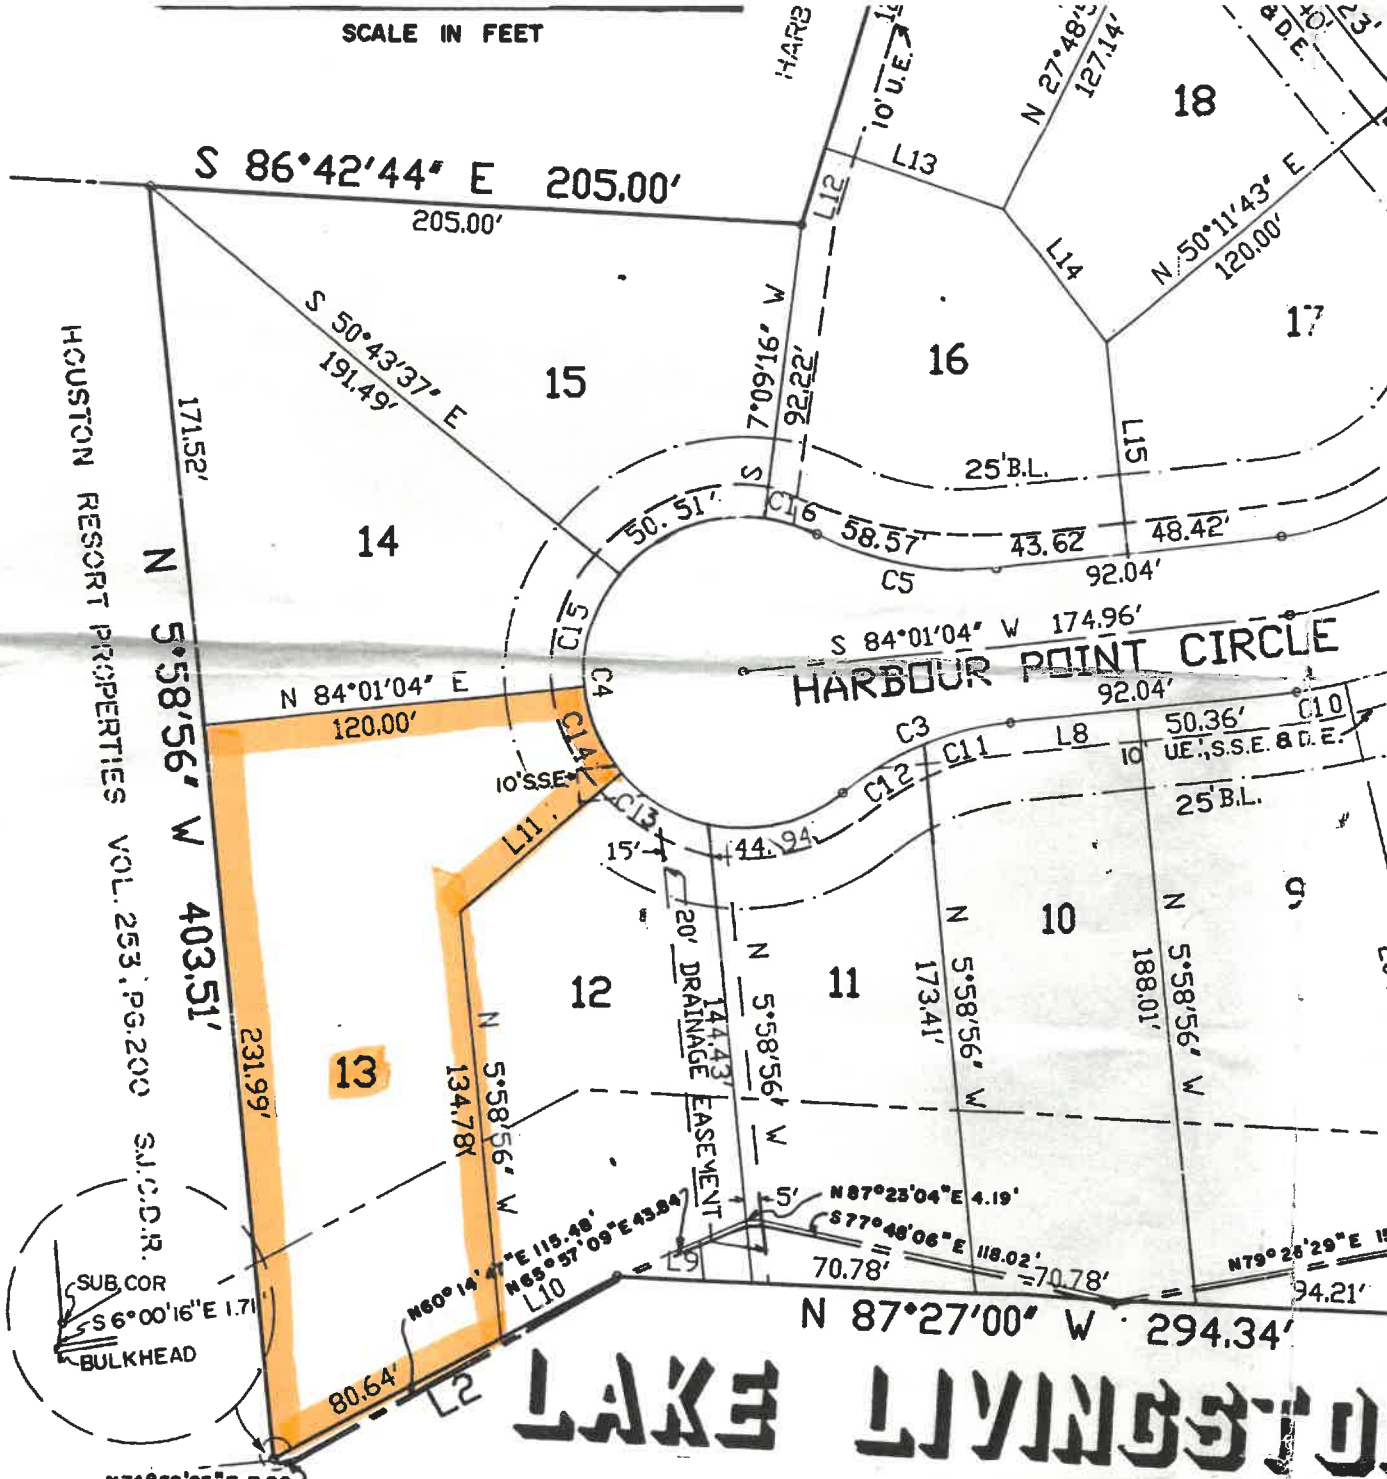 SCALE IN FEET
HARB
10' U.E.
N 27°48'5
127.14'
18
& D.E.
40'
23'
S 86°42'44" E 205.00'
205.00'
L12
L13
L14
N 50°11'43" E
120.00'
17
S 50°43'37" E
191.49'
15
S 7°09'16" W
92.22'
16
L15
25' B.L.
171.52'
14
50.51'
C16
58.57
43.62
48.42'
92.04'
C5
C15
C4
S 84°01'04" W 174.96'
HARBOUR POINT CIRCLE
92.04'
HOUSTON RESORT PROPERTIES VOL. 253, PG.200 S.J.C.D.R.
N 5°58'56" W 403.51'
N 84°01'04" E
120.00'
C14
10' S.S.E.
L11
C13
15'
44.94
C12
C3
C11
L8
10'
50.36'
C10
U.E., S.S.E. & D.E.
25' B.L.
231.99'
13
N 5°58'56" W
134.78'
12
20' DRAINAGE EASEMENT
144.43'
N 5°58'56" W
11
173.41'
N 5°58'56" W
10
188.01'
N 5°58'56" W
9
SUB COR
S 6°00'16"E 1.71'
BULKHEAD
N60°14'47"E 115.48'
N65°57'09"E 43.84'
L10
L9
5'
N87°23'04"E 4.19'
S77°48'06"E 118.02'
70.78'
70.78'
N79°26'29"E
94.21'
N 87°27'00" W 294.34'
80.64'
L2
LAKE LIVINGSTO